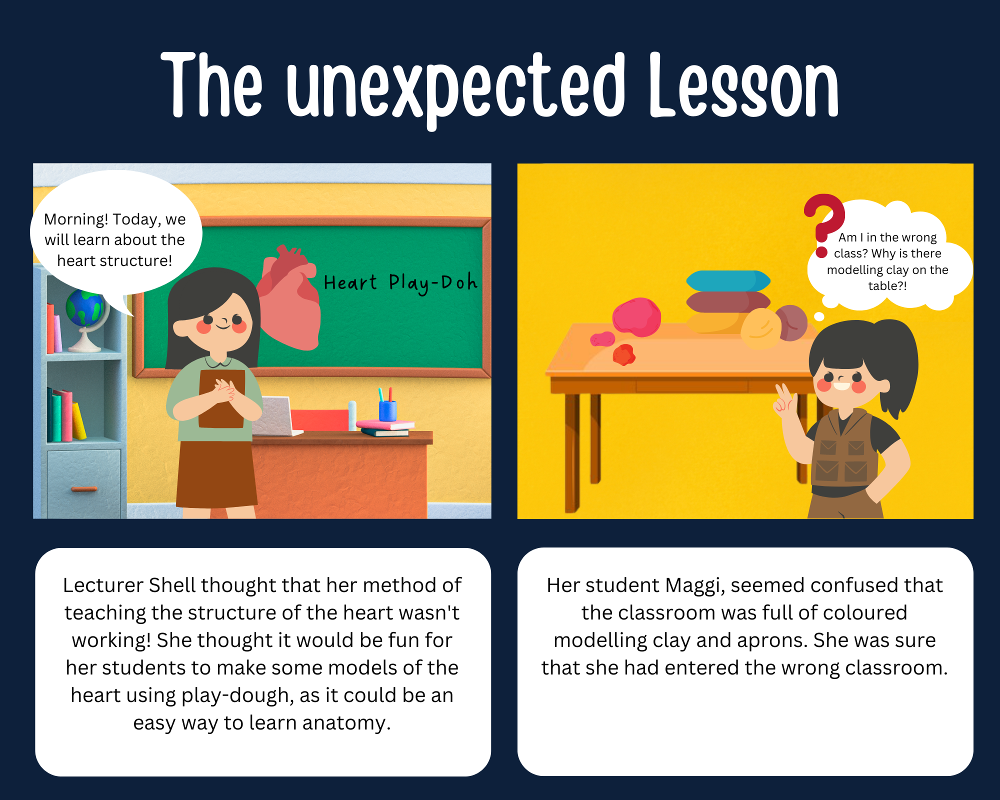 The unexpected Lesson
Morning! Today, we
will learn about the
heart structure!
Heart Play-Doh
?
Am I in the wrong
class? Why is there
modelling clay on the
table?!
Lecturer Shell thought that her method of
teaching the structure of the heart wasn't
working! She thought it would be fun for
her students to make some models of the
heart using play-dough, as it could be an
easy way to learn anatomy.
Her student Maggi, seemed confused that
the classroom was full of coloured
modelling clay and aprons. She was sure
that she had entered the wrong classroom.